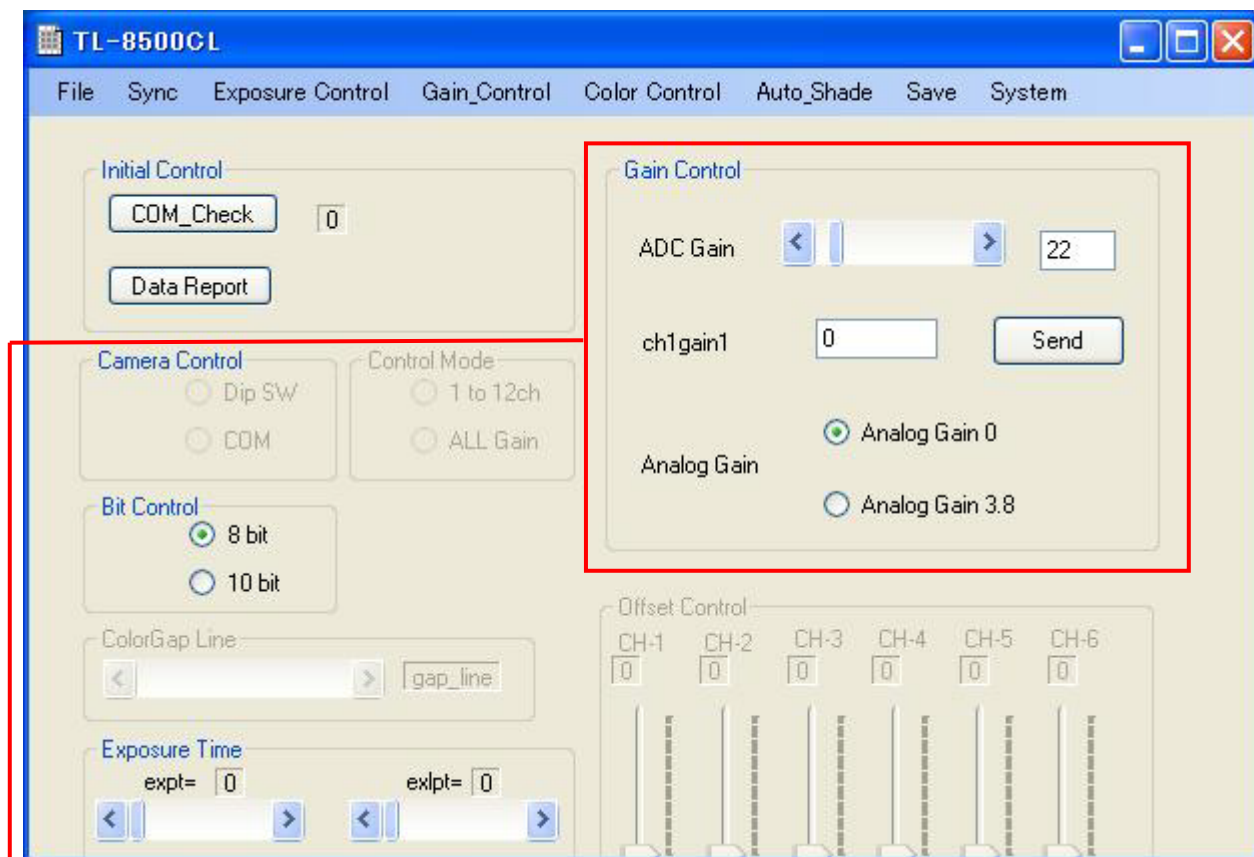 TL-8500CL
File Sync Exposure Control Gain_Control Color Control Auto_Shade Save System
Initial Control
COM_Check 0
Data Report
Gain Control
ADC Gain 22
ch1gain1 0 Send
Analog Gain
Analog Gain 0
Analog Gain 3.8
Camera Control
Dip SW
COM
Control Mode
1 to 12ch
ALL Gain
Bit Control
8 bit
10 bit
ColorGap Line
gap_line
Exposure Time
expt= 0 exlpt= 0
Offset Control
CH-1 CH-2 CH-3 CH-4 CH-5 CH-6
0 0 0 0 0 0